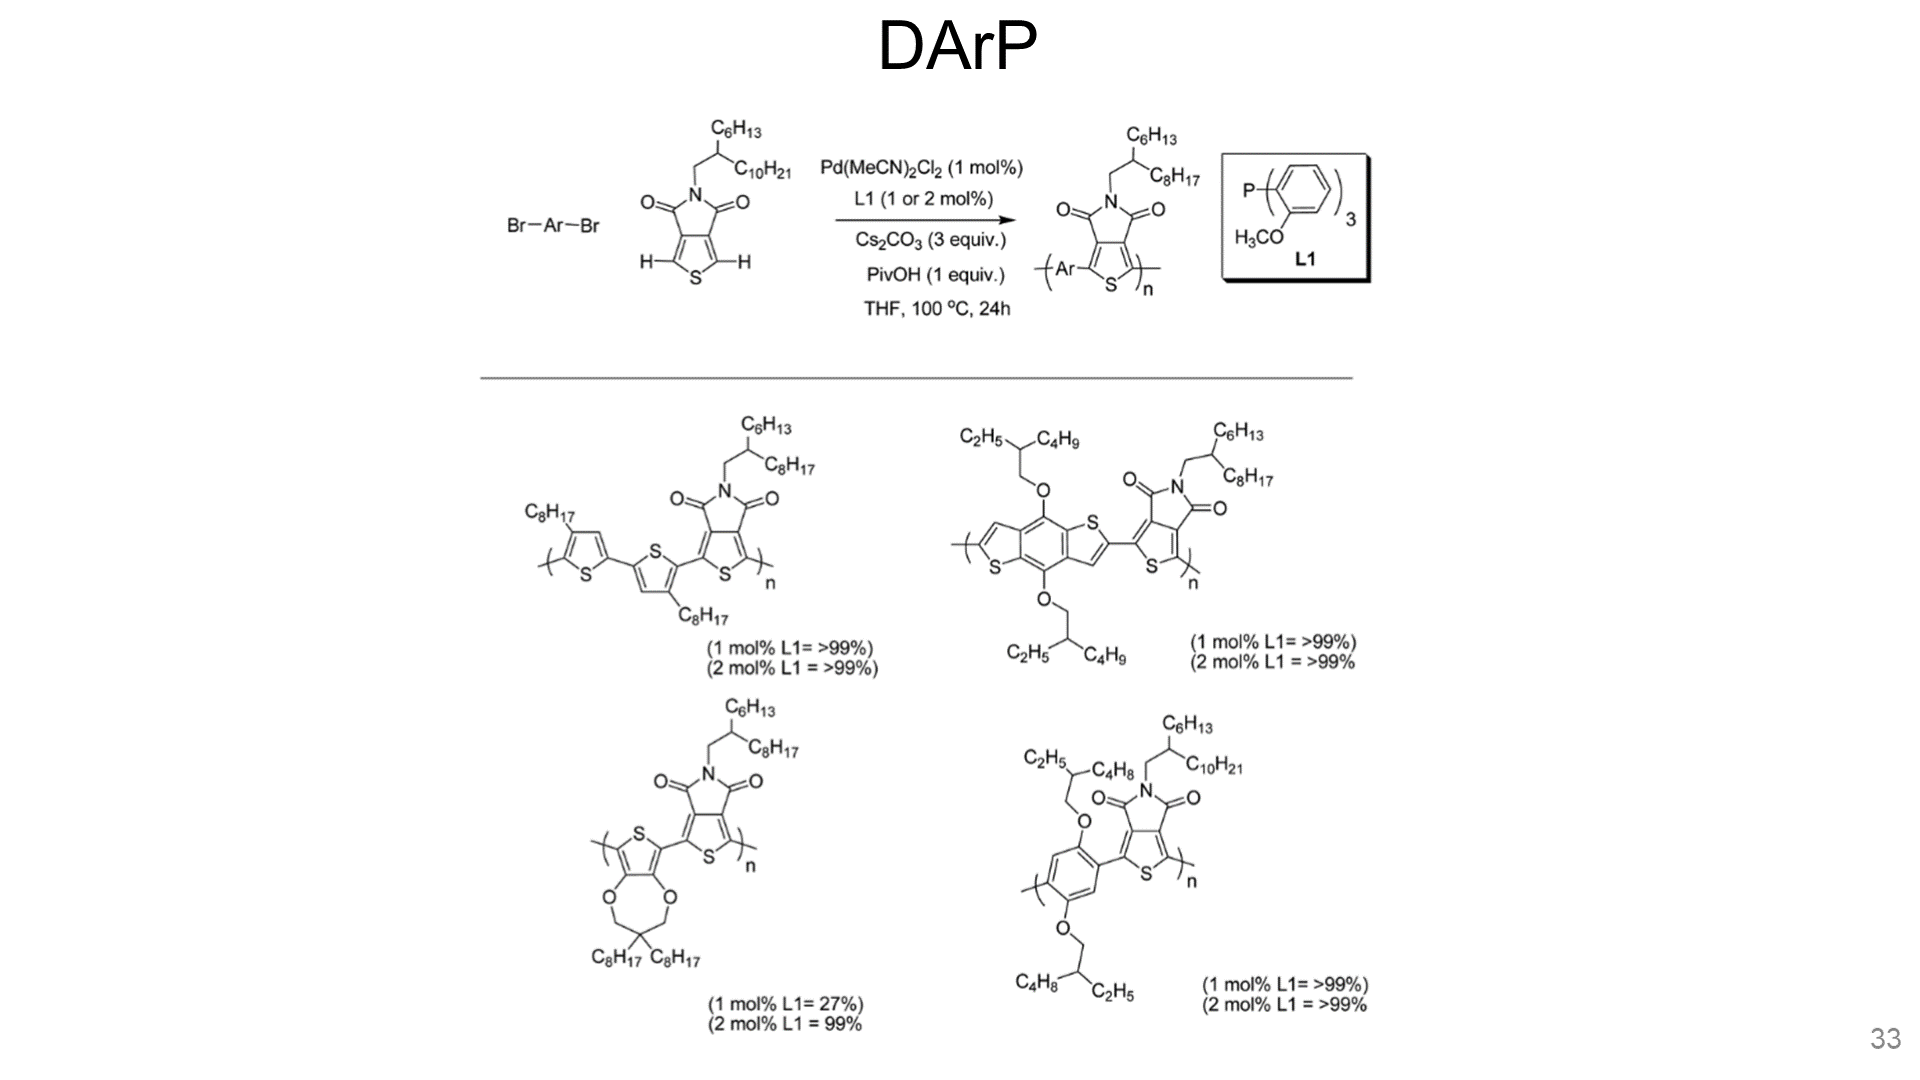 DArP
C6H13
C10H21
N
O
O
Br–Ar–Br
H
H
S
Pd(MeCN)2Cl2 (1 mol%)
L1 (1 or 2 mol%)
Cs2CO3 (3 equiv.)
PivOH (1 equiv.)
THF, 100 ºC, 24h
C6H13
C8H17
N
O
O
Ar
S
n
P
3
H3CO
L1
C6H13
C8H17
N
O
O
C8H17
S
S
S
n
C8H17
(1 mol% L1= >99%)
(2 mol% L1 = >99%)
C2H5
C4H9
C6H13
C8H17
O
O
N
O
S
S
S
n
O
C2H5
C4H9
(1 mol% L1= >99%)
(2 mol% L1 = >99%
C6H13
C8H17
N
O
O
S
S
n
O
O
C8H17 C8H17
(1 mol% L1= 27%)
(2 mol% L1 = 99%
C6H13
C10H21
C2H5
C4H8
N
O
O
O
S
n
O
C4H8
C2H5
(1 mol% L1= >99%)
(2 mol% L1 = >99%
33